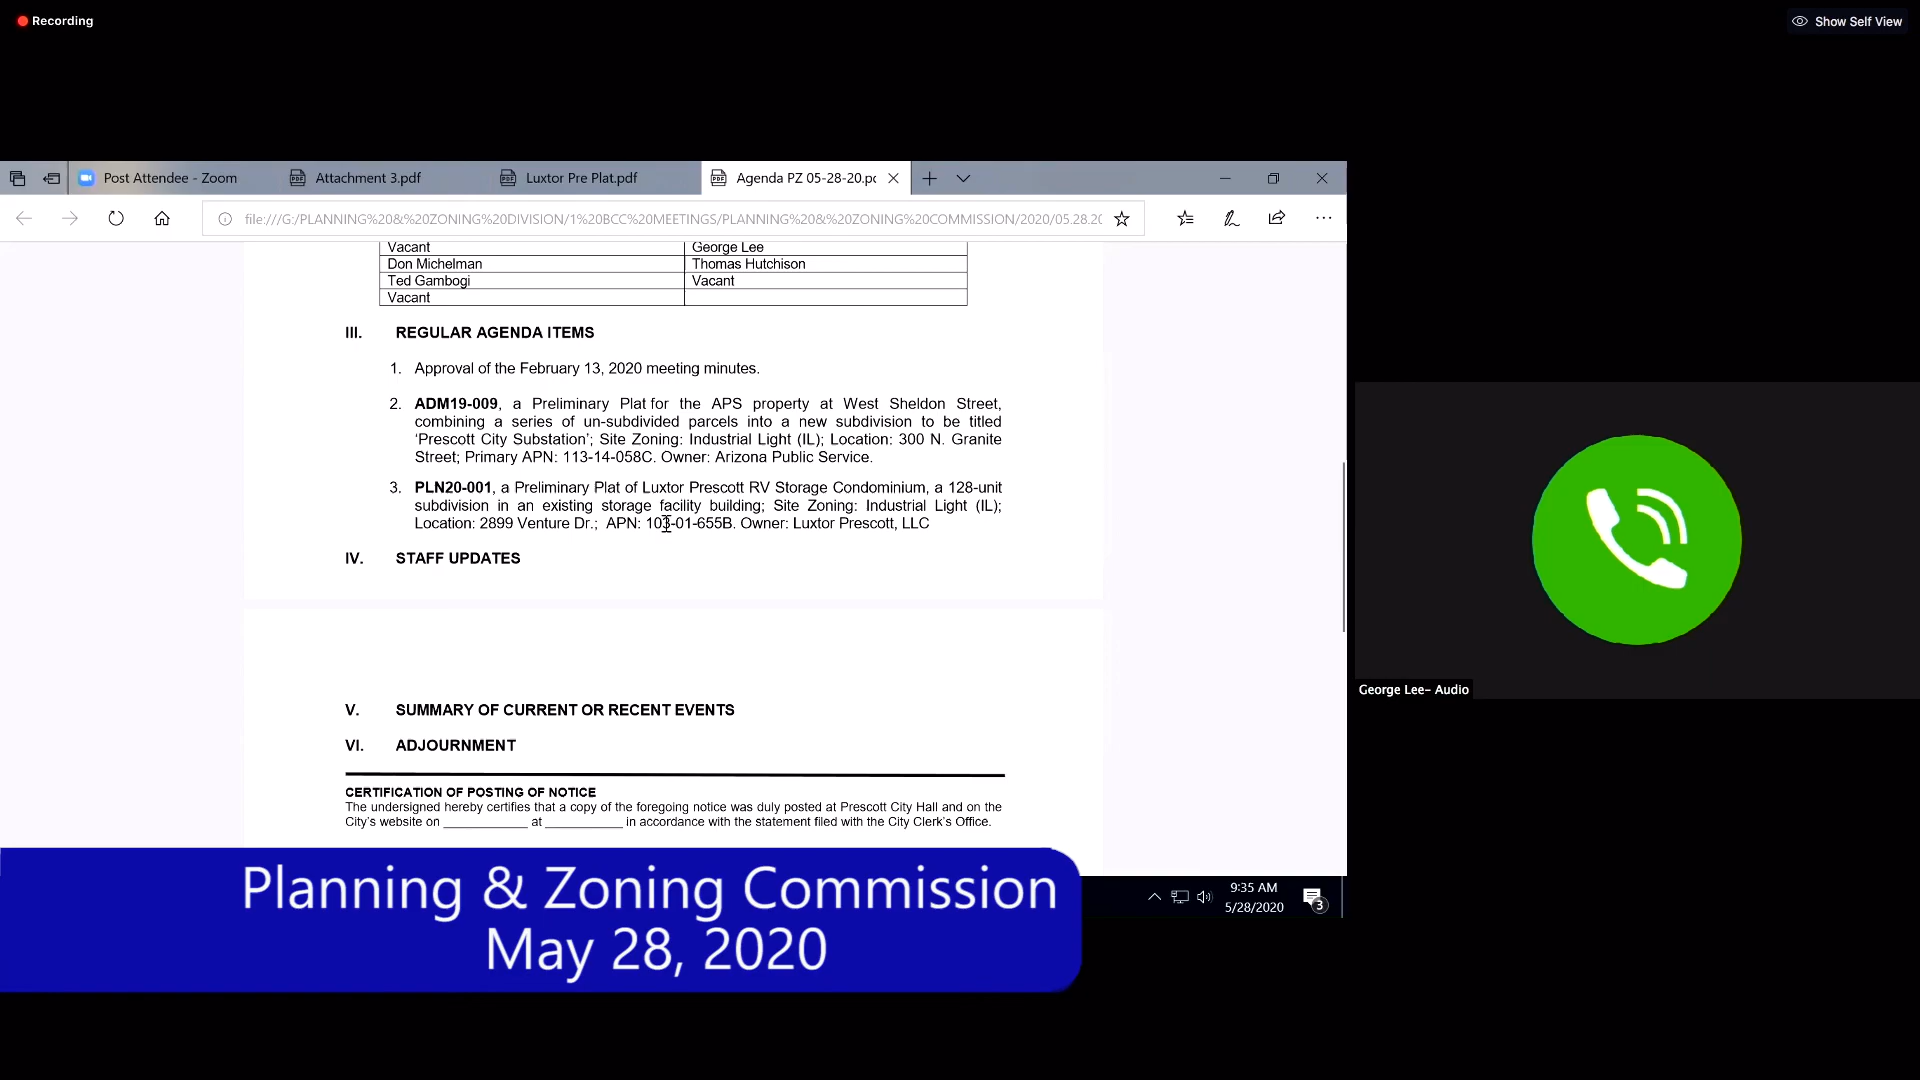 Recording
Show Self View
Post Attendee - Zoom
Attachment 3.pdf
Luxtor Pre Plat.pdf
Agenda PZ 05-28-20.pc
file:///G:/PLANNING%20&%20ZONING%20DIVISION/1%20BCC%20MEETINGS/PLANNING%20&%20ZONING%20COMMISSION/2020/05.28.20
Vacant George Lee
Don Michelman Thomas Hutchison
Ted Gambogi Vacant
Vacant
III. REGULAR AGENDA ITEMS
1. Approval of the February 13, 2020 meeting minutes.
2. ADM19-009, a Preliminary Plat for the APS property at West Sheldon Street,
combining a series of un-subdivided parcels into a new subdivision to be titled
‘Prescott City Substation’; Site Zoning: Industrial Light (IL); Location: 300 N. Granite
Street; Primary APN: 113-14-058C. Owner: Arizona Public Service.
3. PLN20-001, a Preliminary Plat of Luxtor Prescott RV Storage Condominium, a 128-unit
subdivision in an existing storage facility building; Site Zoning: Industrial Light (IL);
Location: 2899 Venture Dr.; APN: 103-01-655B. Owner: Luxtor Prescott, LLC
IV. STAFF UPDATES
V. SUMMARY OF CURRENT OR RECENT EVENTS
VI. ADJOURNMENT
CERTIFICATION OF POSTING OF NOTICE
The undersigned hereby certifies that a copy of the foregoing notice was duly posted at Prescott City Hall and on the
City’s website on ____________ at ___________ in accordance with the statement filed with the City Clerk’s Office.
George Lee– Audio
9:35 AM
5/28/2020
3
Planning & Zoning Commission
May 28, 2020